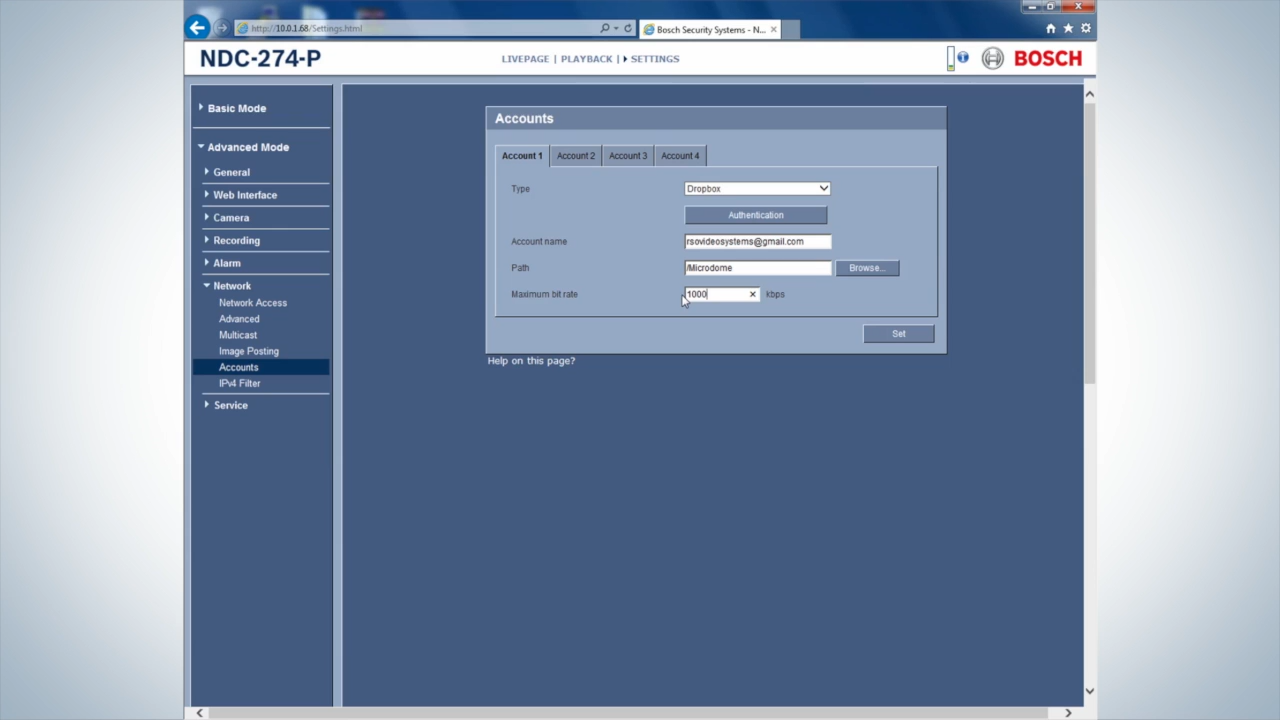 http://10.0.1.68/Settings.html
Bosch Security Systems - N...
NDC-274-P
LIVEPAGE | PLAYBACK | SETTINGS
BOSCH
Basic Mode
Advanced Mode
General
Web Interface
Camera
Recording
Alarm
Network
Network Access
Advanced
Multicast
Image Posting
Accounts
IPv4 Filter
Service
Accounts
Account 1 Account 2 Account 3 Account 4
Type Dropbox
Authentication
Account name rsovideosystems@gmail.com
Path /Microdome Browse...
Maximum bit rate 1000 kbps
Set
Help on this page?